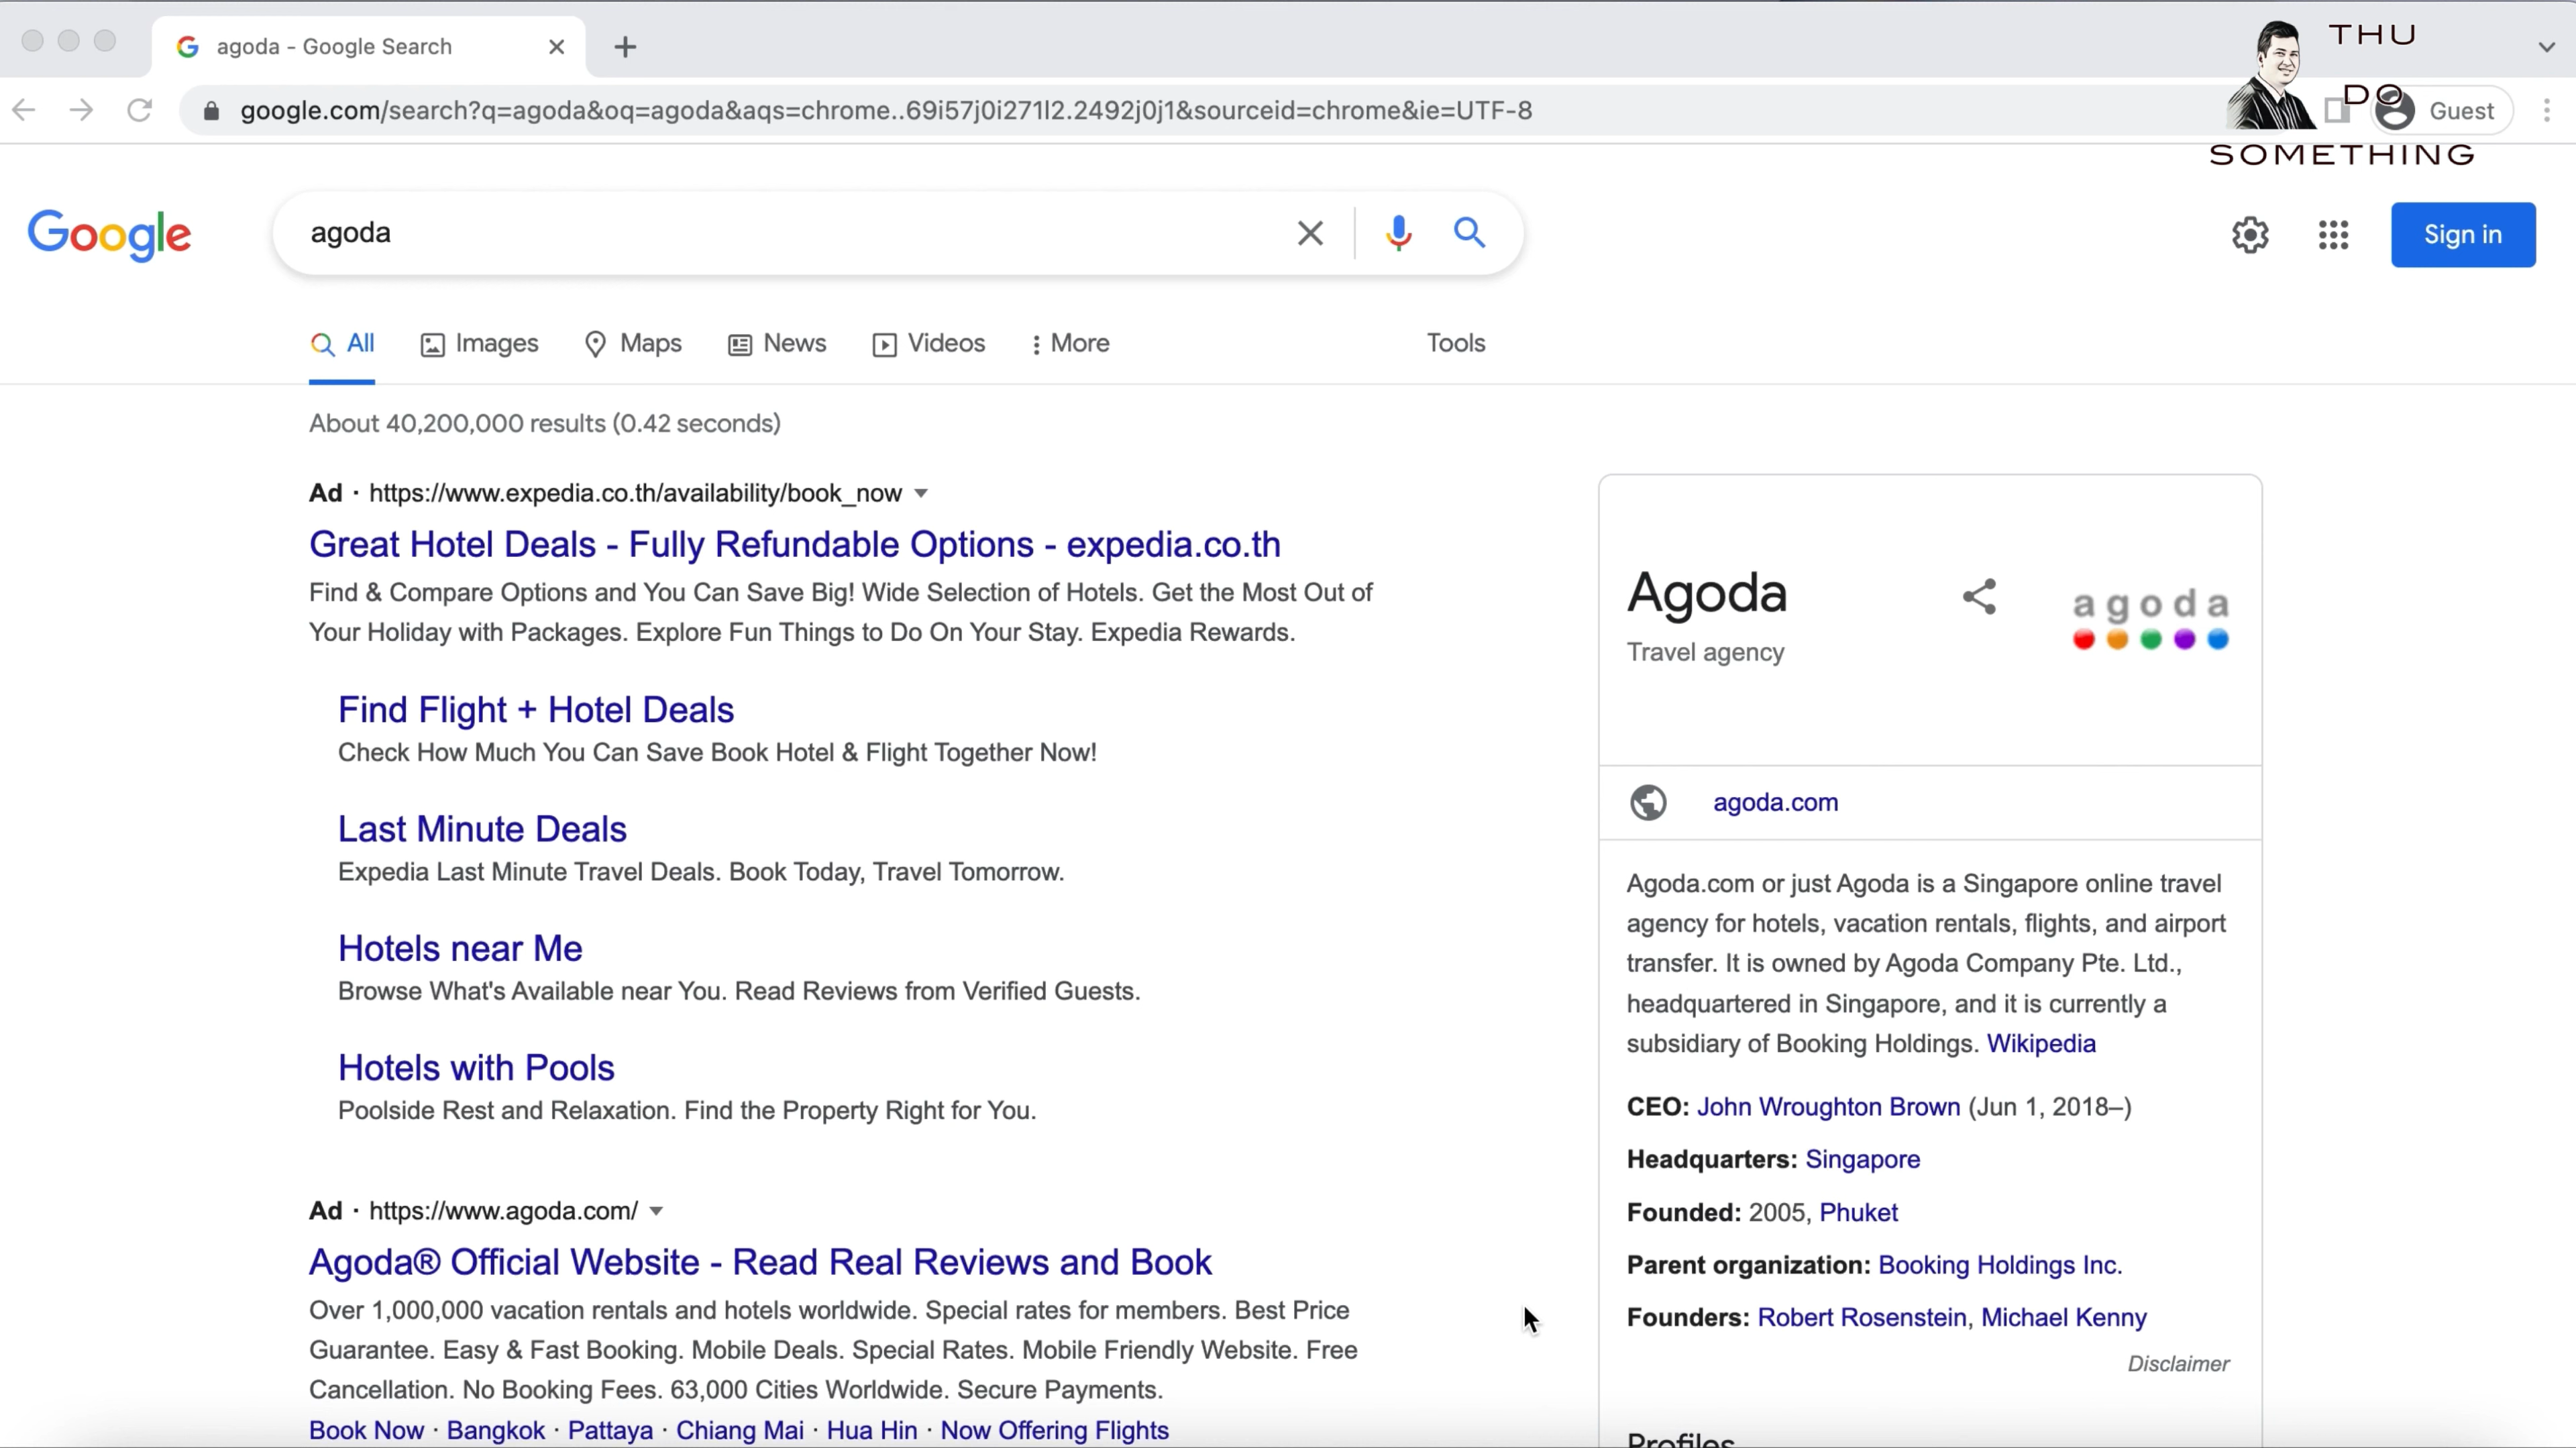 agoda - Google Search
THU
DO
SOMETHING
google.com/search?q=agoda&oq=agoda&aqs=chrome..69i57j0i271l2.2492j0j1&sourceid=chrome&ie=UTF-8
Guest
Google
agoda
Sign in
All
Images
Maps
News
Videos
More
Tools
About 40,200,000 results (0.42 seconds)
Ad · https://www.expedia.co.th/availability/book_now
Great Hotel Deals - Fully Refundable Options - expedia.co.th
Find & Compare Options and You Can Save Big! Wide Selection of Hotels. Get the Most Out of
Your Holiday with Packages. Explore Fun Things to Do On Your Stay. Expedia Rewards.
Find Flight + Hotel Deals
Check How Much You Can Save Book Hotel & Flight Together Now!
Last Minute Deals
Expedia Last Minute Travel Deals. Book Today, Travel Tomorrow.
Hotels near Me
Browse What's Available near You. Read Reviews from Verified Guests.
Hotels with Pools
Poolside Rest and Relaxation. Find the Property Right for You.
Ad · https://www.agoda.com/
Agoda® Official Website - Read Real Reviews and Book
Over 1,000,000 vacation rentals and hotels worldwide. Special rates for members. Best Price
Guarantee. Easy & Fast Booking. Mobile Deals. Special Rates. Mobile Friendly Website. Free
Cancellation. No Booking Fees. 63,000 Cities Worldwide. Secure Payments.
Book Now · Bangkok · Pattaya · Chiang Mai · Hua Hin · Now Offering Flights
Agoda
Travel agency
agoda
agoda.com
Agoda.com or just Agoda is a Singapore online travel
agency for hotels, vacation rentals, flights, and airport
transfer. It is owned by Agoda Company Pte. Ltd.,
headquartered in Singapore, and it is currently a
subsidiary of Booking Holdings. Wikipedia
CEO: John Wroughton Brown (Jun 1, 2018–)
Headquarters: Singapore
Founded: 2005, Phuket
Parent organization: Booking Holdings Inc.
Founders: Robert Rosenstein, Michael Kenny
Disclaimer
Profiles